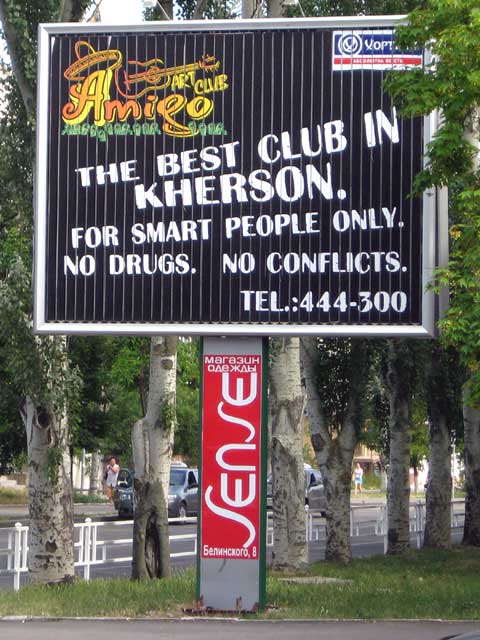 Amigo
ART
CLUB
THE BEST CLUB IN
KHERSON.
FOR SMART PEOPLE ONLY.
NO DRUGS. NO CONFLICTS.
TEL.:444-300
магазин
одежды
SENSE
Белинского, 8